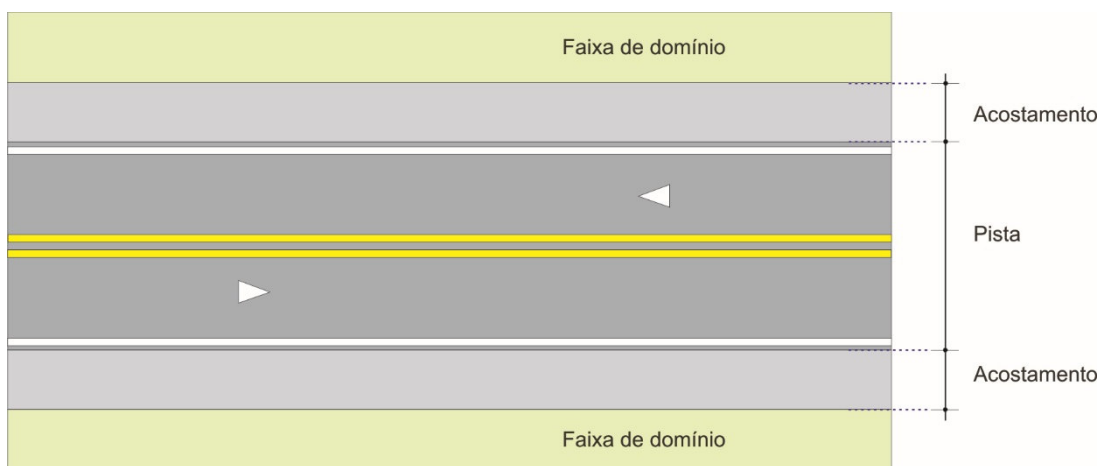 Faixa de domínio
Acostamento
Pista
Acostamento
Faixa de domínio